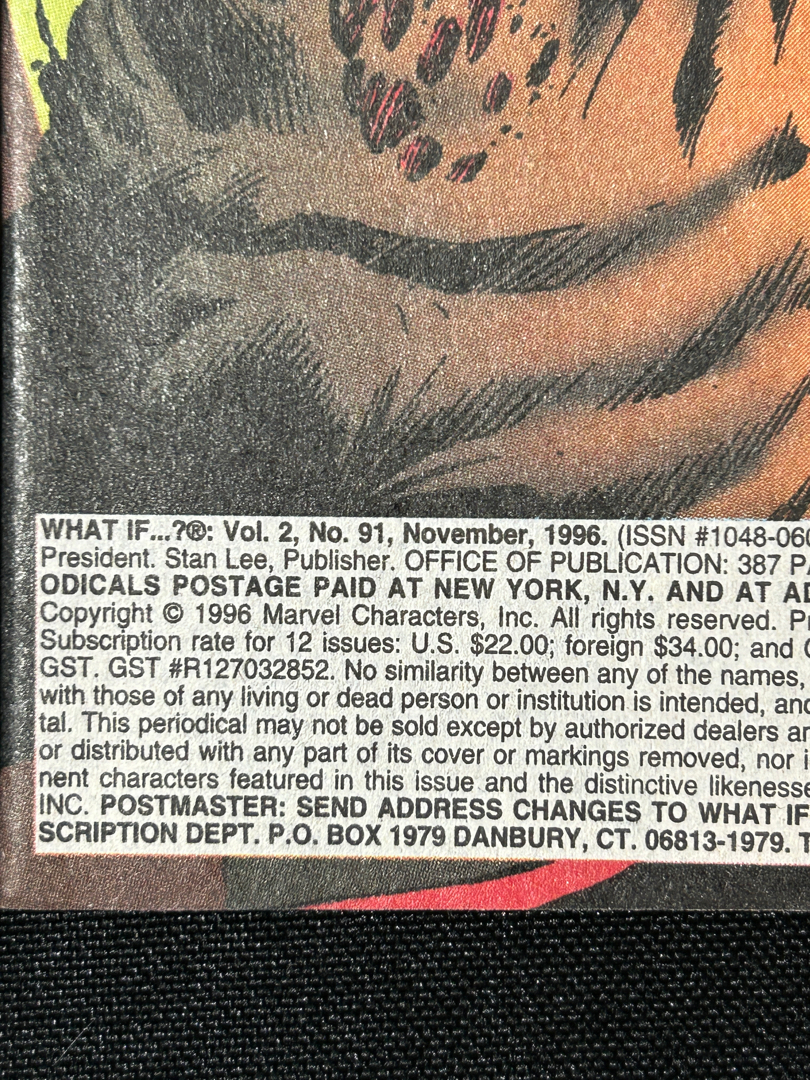 WHAT IF...?®: Vol. 2, No. 91, November, 1996. (ISSN #1048-060
President. Stan Lee, Publisher. OFFICE OF PUBLICATION: 387 P
ODICALS POSTAGE PAID AT NEW YORK, N.Y. AND AT AD
Copyright © 1996 Marvel Characters, Inc. All rights reserved. Pr
Subscription rate for 12 issues: U.S. $22.00; foreign $34.00; and
GST. GST #R127032852. No similarity between any of the names,
with those of any living or dead person or institution is intended, and
tal. This periodical may not be sold except by authorized dealers an
or distributed with any part of its cover or markings removed, nor i
nent characters featured in this issue and the distinctive likenesse
INC. POSTMASTER: SEND ADDRESS CHANGES TO WHAT IF
SCRIPTION DEPT. P.O. BOX 1979 DANBURY, CT. 06813-1979. T